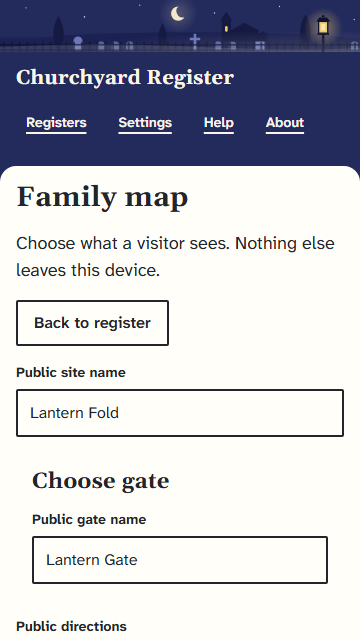 Churchyard Register
Registers Settings Help About
Family map
Choose what a visitor sees. Nothing else
leaves this device.
Back to register
Public site name
Lantern Fold
Choose gate
Public gate name
Lantern Gate
Public directions